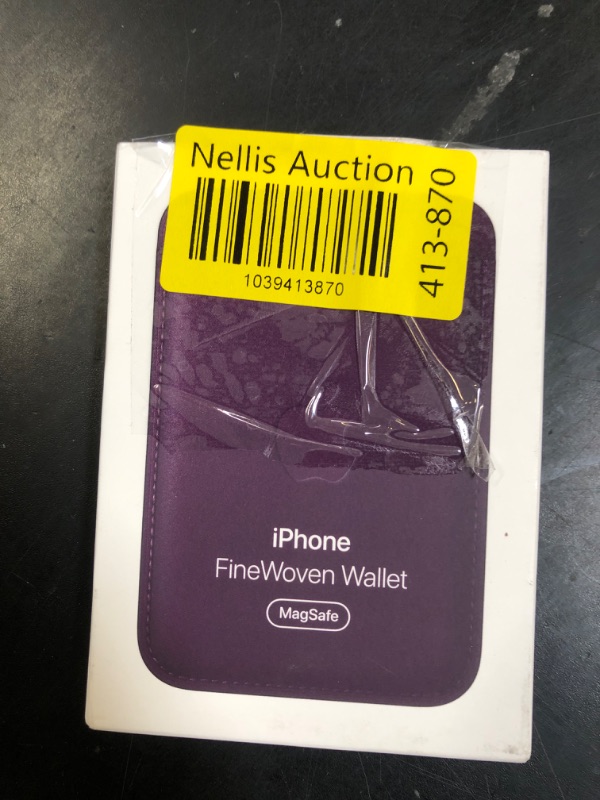 Nellis Auction
1039413870
413-870
iPhone
FineWoven Wallet
MagSafe